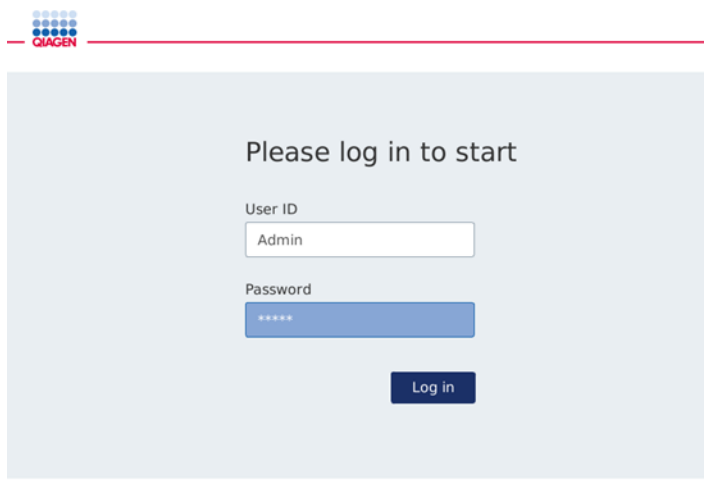 QIAGEN
Please log in to start
User ID
Admin
Password
*****
Log in